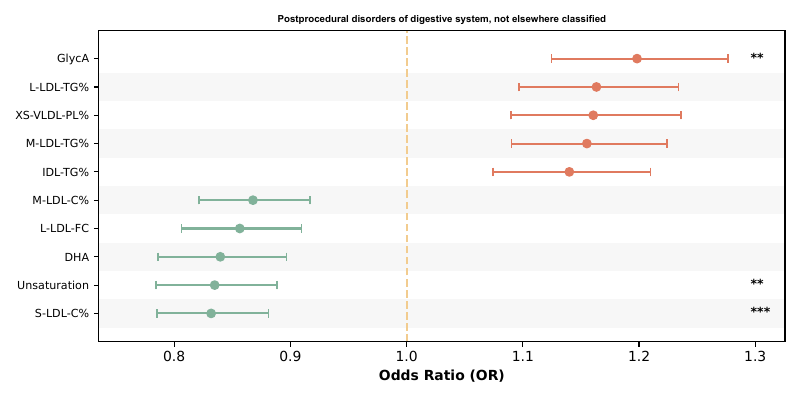 Postprocedural disorders of digestive system, not elsewhere classified
GlycA **
L-LDL-TG%
XS-VLDL-PL%
M-LDL-TG%
IDL-TG%
M-LDL-C%
L-LDL-FC
DHA
Unsaturation **
S-LDL-C% ***
0.8 0.9 1.0 1.1 1.2 1.3
Odds Ratio (OR)